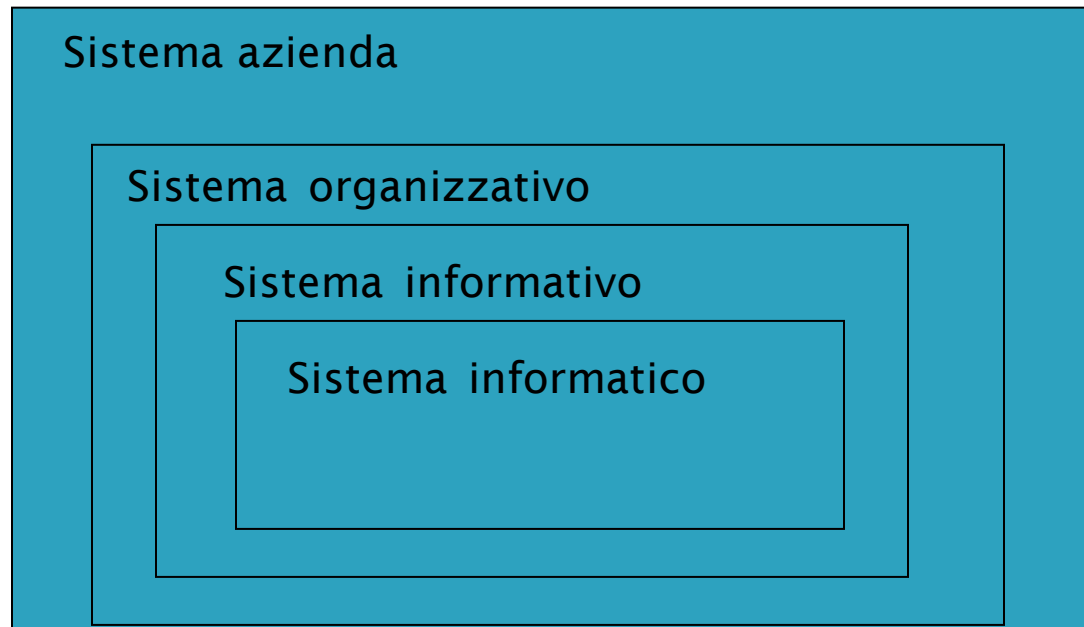 Sistema azienda
Sistema organizzativo
Sistema informativo
Sistema informatico